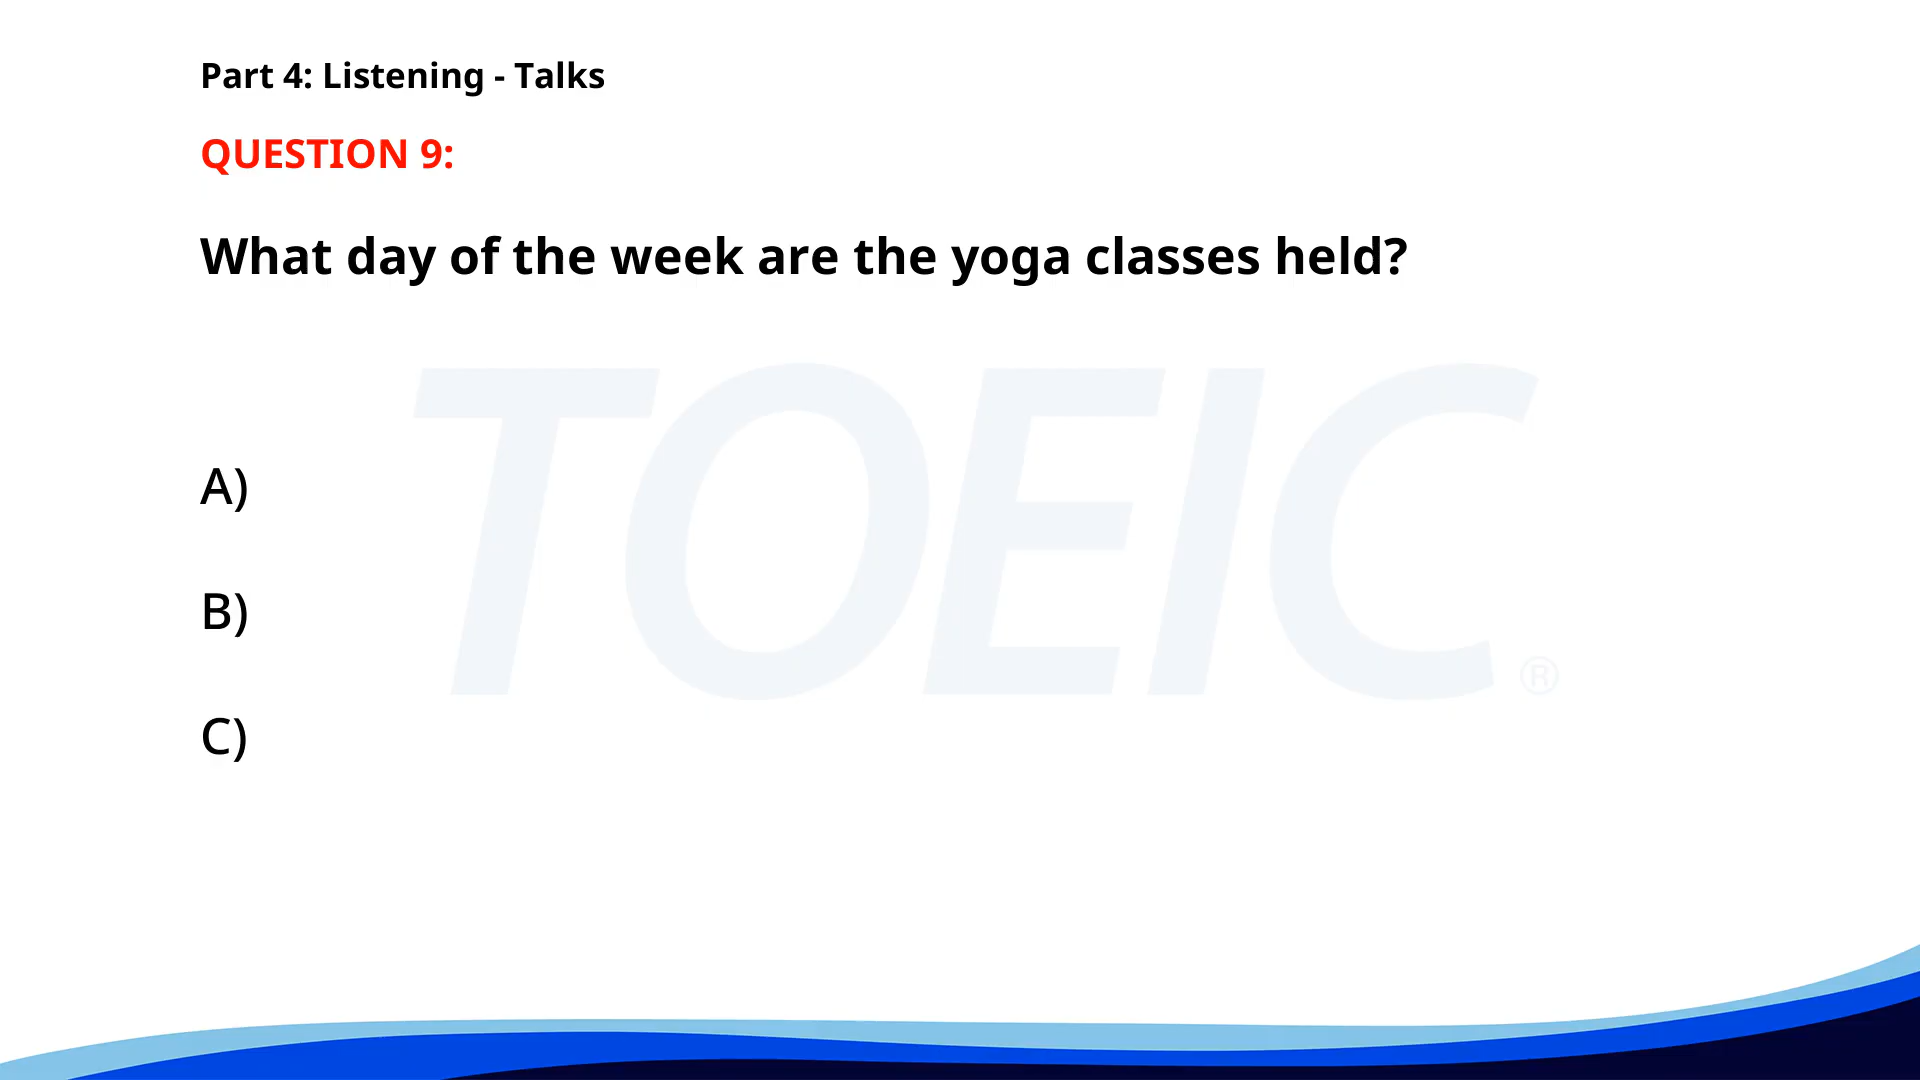 Part 4: Listening - Talks
QUESTION 9:
What day of the week are the yoga classes held?
TOEIC®
A)
B)
C)